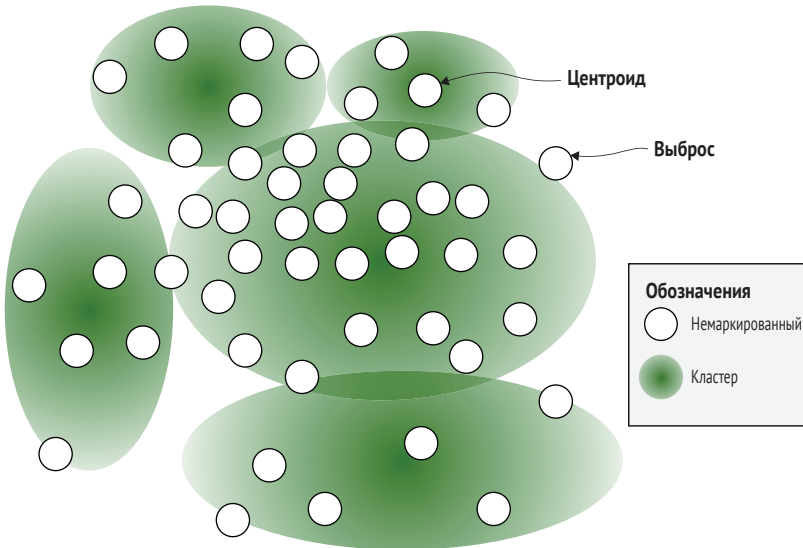 Центроид
Выброс
Обозначения
Немаркированный
Кластер